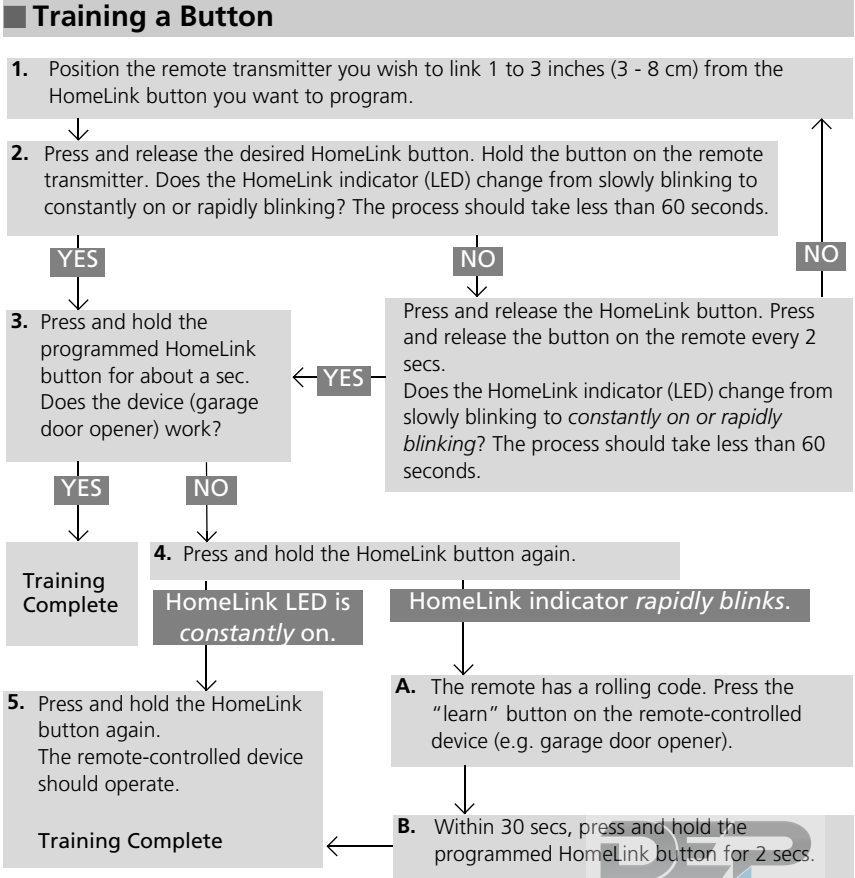 Training a Button
1. Position the remote transmitter you wish to link 1 to 3 inches (3 - 8 cm) from the
HomeLink button you want to program.
2. Press and release the desired HomeLink button. Hold the button on the remote
transmitter. Does the HomeLink indicator (LED) change from slowly blinking to
constantly on or rapidly blinking? The process should take less than 60 seconds.
YES
NO
NO
3. Press and hold the
programmed HomeLink
button for about a sec.
Does the device (garage
door opener) work?
YES
Press and release the HomeLink button. Press
and release the button on the remote every 2
secs.
Does the HomeLink indicator (LED) change from
slowly blinking to constantly on or rapidly
blinking? The process should take less than 60
seconds.
YES
NO
Training
Complete
4. Press and hold the HomeLink button again.
HomeLink LED is
constantly on.
HomeLink indicator rapidly blinks.
A. The remote has a rolling code. Press the
“learn” button on the remote-controlled
device (e.g. garage door opener).
5. Press and hold the HomeLink
button again.
The remote-controlled device
should operate.
Training Complete
B. Within 30 secs, press and hold the
programmed HomeLink button for 2 secs.